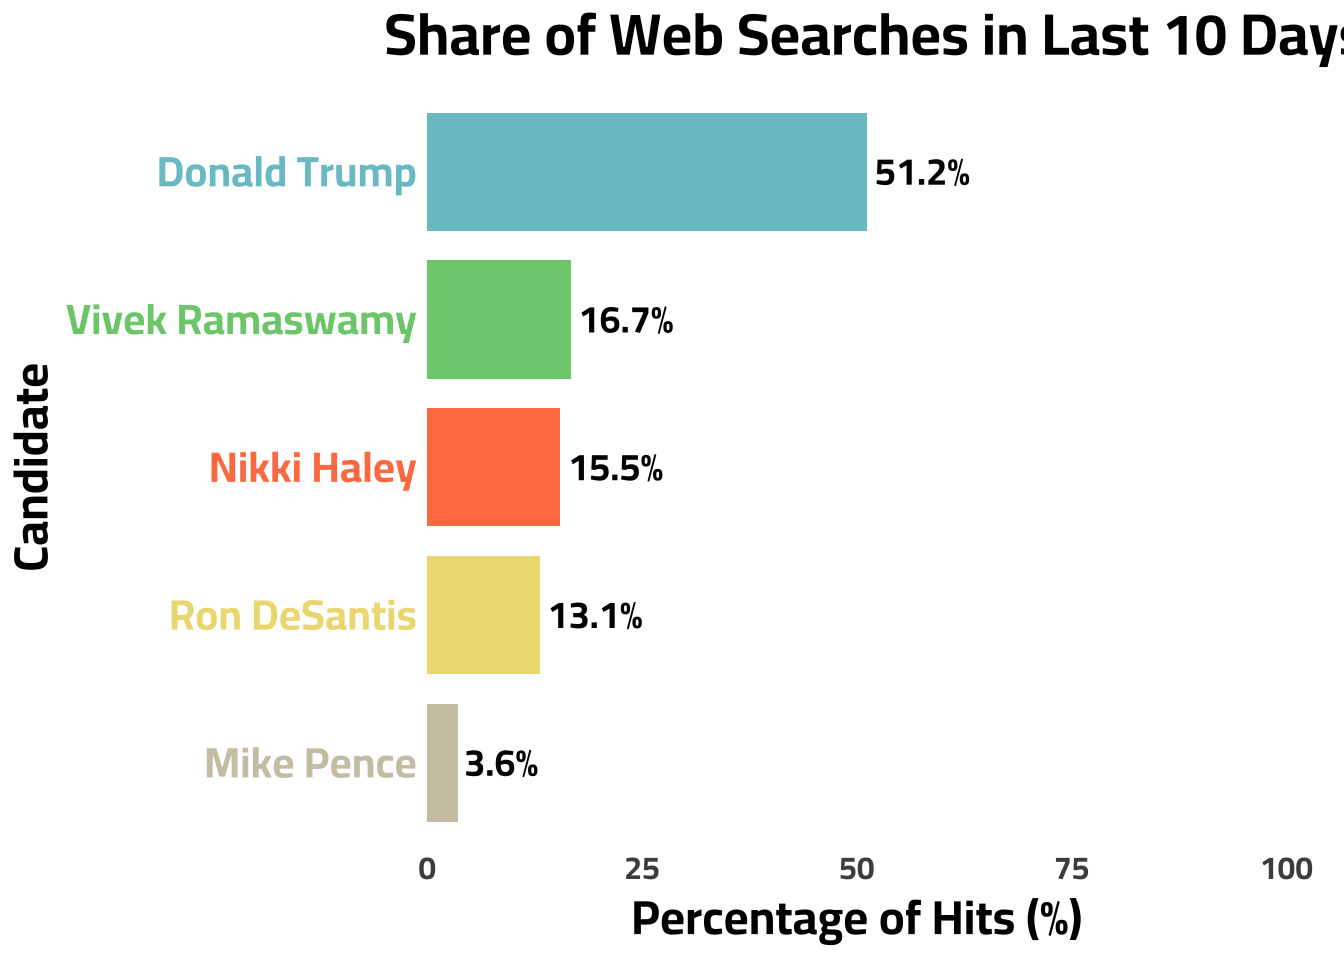 Share of Web Searches in Last 10 Days
Donald Trump
51.2%
Vivek Ramaswamy
16.7%
Nikki Haley
15.5%
Ron DeSantis
13.1%
Mike Pence
3.6%
Candidate
0 25 50 75 100
Percentage of Hits (%)